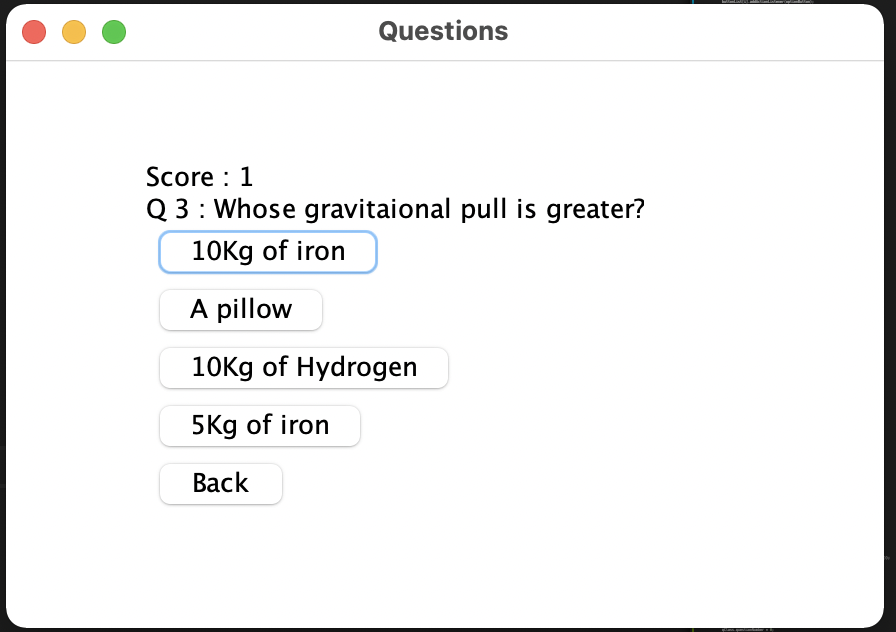 Questions
Score : 1
Q 3 : Whose gravitaional pull is greater?
10Kg of iron
A pillow
10Kg of Hydrogen
5Kg of iron
Back